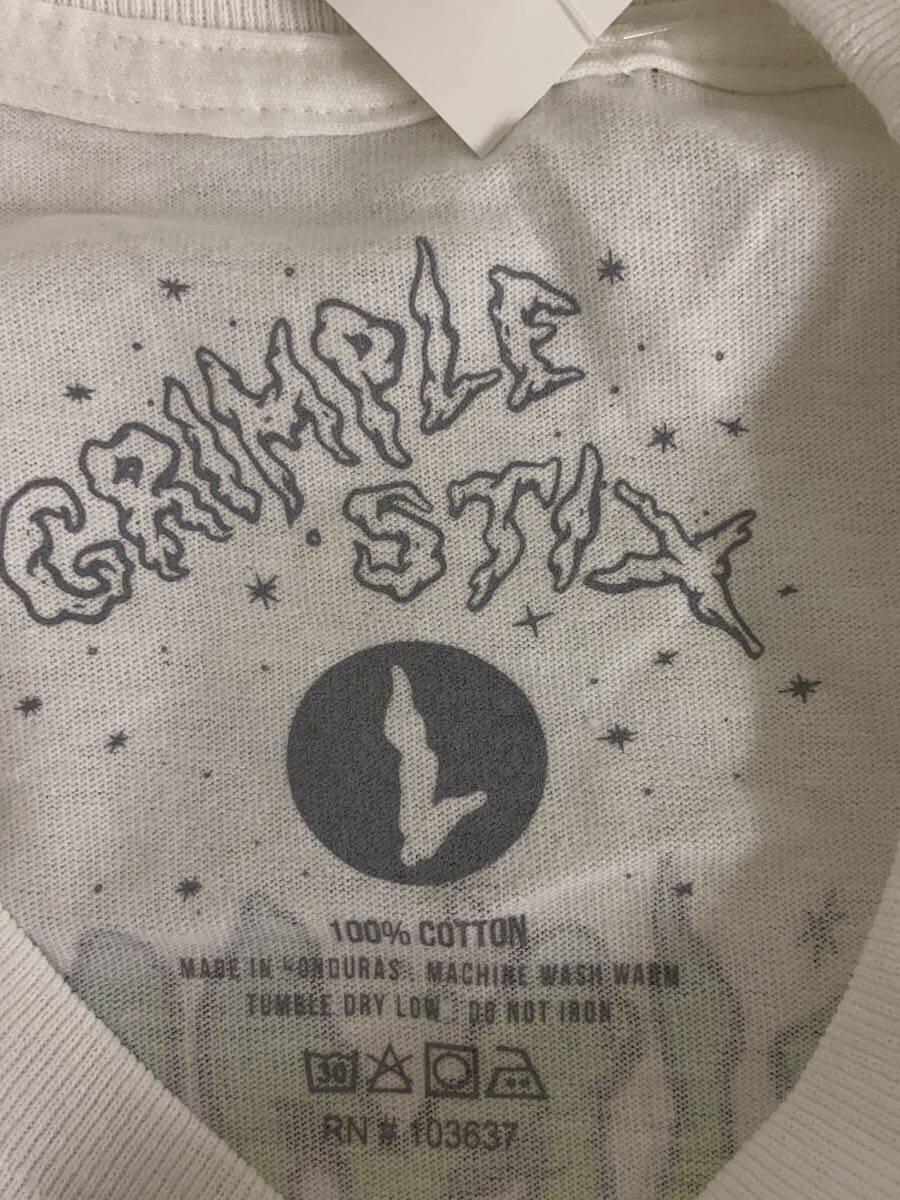 GRIMPLE
STIX
L
100% COTTON
MADE IN HONDURAS : MACHINE WASH WARM
TUMBLE DRY LOW : DO NOT IRON
30
RN # 103637